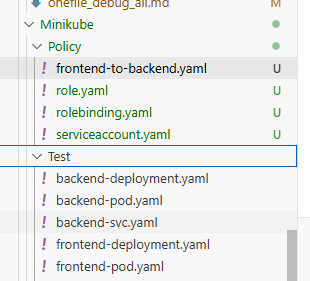 onefile_debug_all.md M
Minikube
Policy
! frontend-to-backend.yaml U
! role.yaml U
! rolebinding.yaml U
! serviceaccount.yaml U
Test
! backend-deployment.yaml
! backend-pod.yaml
! backend-svc.yaml
! frontend-deployment.yaml
! frontend-pod.yaml